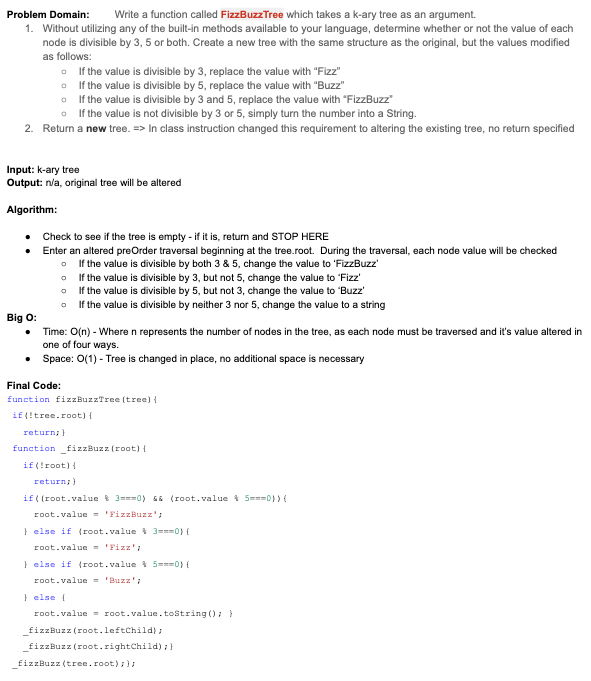 Problem Domain: Write a function called FizzBuzzTree which takes a k-ary tree as an argument.
1. Without utilizing any of the built-in methods available to your language, determine whether or not the value of each
node is divisible by 3, 5 or both. Create a new tree with the same structure as the original, but the values modified
as follows:
○ If the value is divisible by 3, replace the value with “Fizz”
○ If the value is divisible by 5, replace the value with “Buzz”
○ If the value is divisible by 3 and 5, replace the value with “FizzBuzz”
○ If the value is not divisible by 3 or 5, simply turn the number into a String.
2. Return a new tree. => In class instruction changed this requirement to altering the existing tree, no return specified
Input: k-ary tree
Output: n/a, original tree will be altered
Algorithm:
● Check to see if the tree is empty - if it is, return and STOP HERE
● Enter an altered preOrder traversal beginning at the tree.root. During the traversal, each node value will be checked
○ If the value is divisible by both 3 & 5, change the value to ‘FizzBuzz’
○ If the value is divisible by 3, but not 5, change the value to ‘Fizz’
○ If the value is divisible by 5, but not 3, change the value to ‘Buzz’
○ If the value is divisible by neither 3 nor 5, change the value to a string
Big O:
● Time: O(n) - Where n represents the number of nodes in the tree, as each node must be traversed and it’s value altered in
one of four ways.
● Space: O(1) - Tree is changed in place, no additional space is necessary
Final Code:
function fizzBuzzTree(tree){
if(!tree.root){
return;}
function _fizzBuzz(root){
if(!root){
return;}
if((root.value % 3===0) && (root.value % 5===0)){
root.value = 'FizzBuzz';
} else if (root.value % 3===0){
root.value = 'Fizz';
} else if (root.value % 5===0){
root.value = 'Buzz';
} else {
root.value = root.value.toString(); }
_fizzBuzz(root.leftChild);
_fizzBuzz(root.rightChild);}
_fizzBuzz(tree.root);};